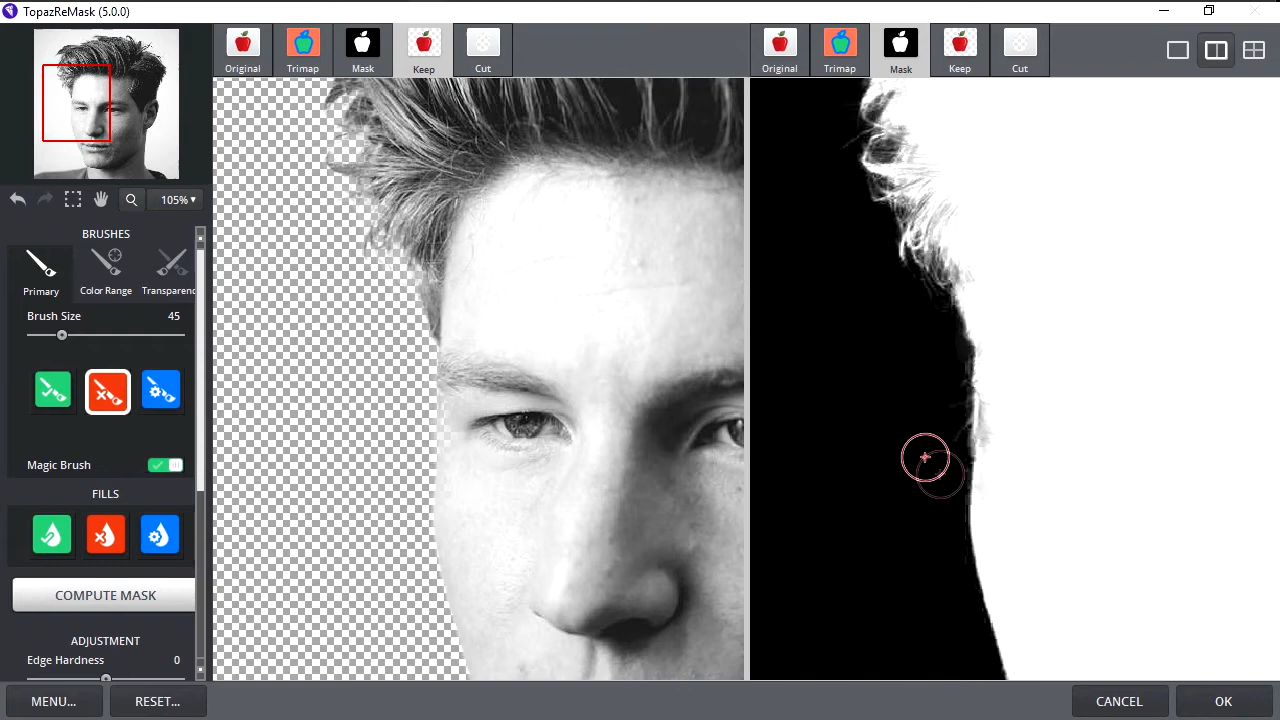 TopazReMask (5.0.0)
Original Trimap Mask Keep Cut
Original Trimap Mask Keep Cut
105%
BRUSHES
Primary Color Range Transparenc
Brush Size 45
Magic Brush
FILLS
COMPUTE MASK
ADJUSTMENT
Edge Hardness 0
MENU... RESET... CANCEL OK